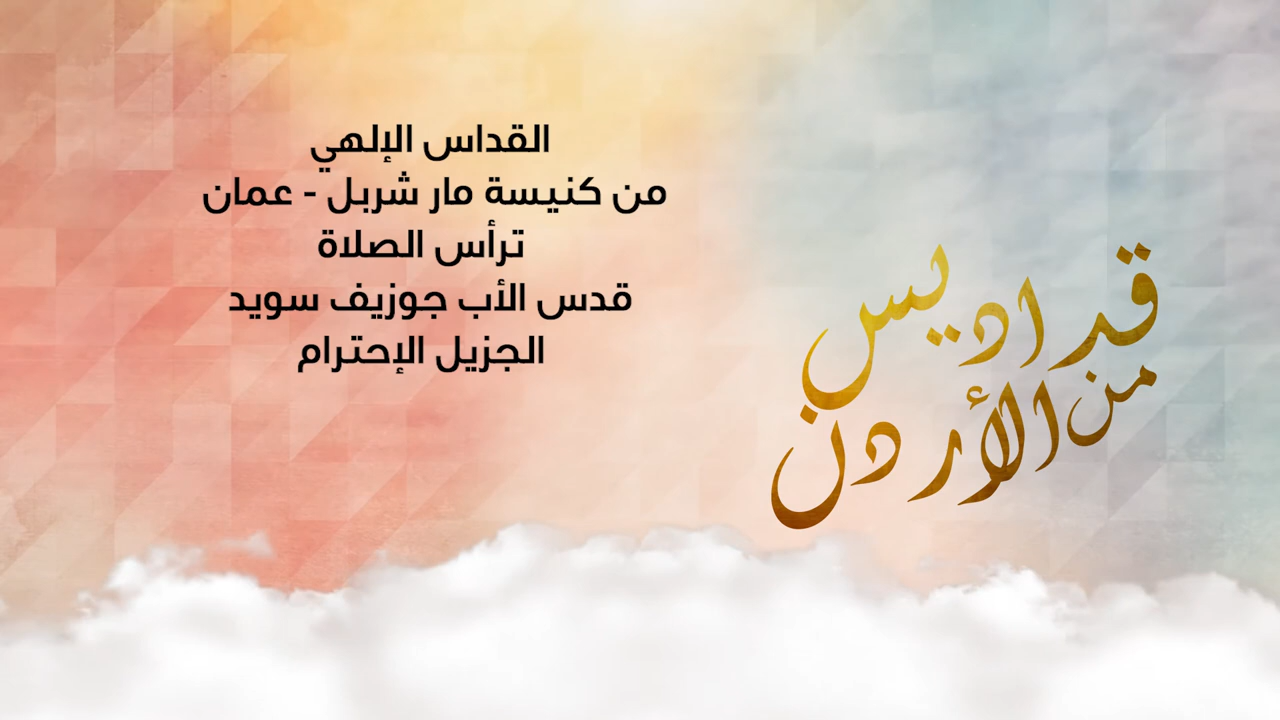 القداس الإلهي
من كنيسة مار شربل - عمان
ترأس الصلاة
قدس الأب جوزيف سويد
الجزيل الإحترام
قداديس
من الأردن